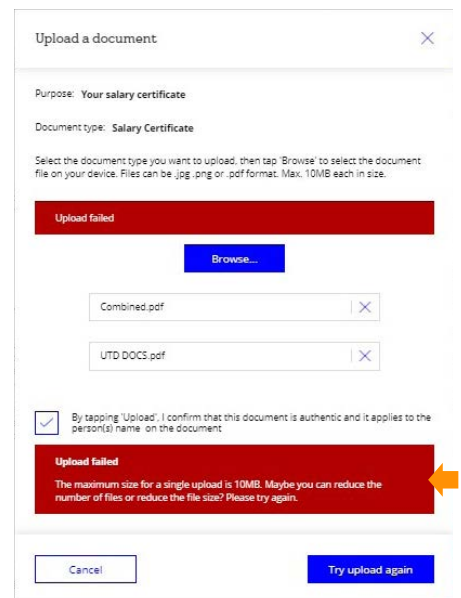 Upload a document
Purpose: Your salary certificate
Document type: Salary Certificate
Select the document type you want to upload, then tap 'Browse' to select the document
file on your device. Files can be .jpg .png or .pdf format. Max. 10MB each in size.
Upload failed
Browse...
Combined.pdf
UTD DOCS.pdf
By tapping 'Upload', I confirm that this document is authentic and it applies to the
person(s) name on the document
Upload failed
The maximum size for a single upload is 10MB. Maybe you can reduce the
number of files or reduce the file size? Please try again.
Cancel
Try upload again